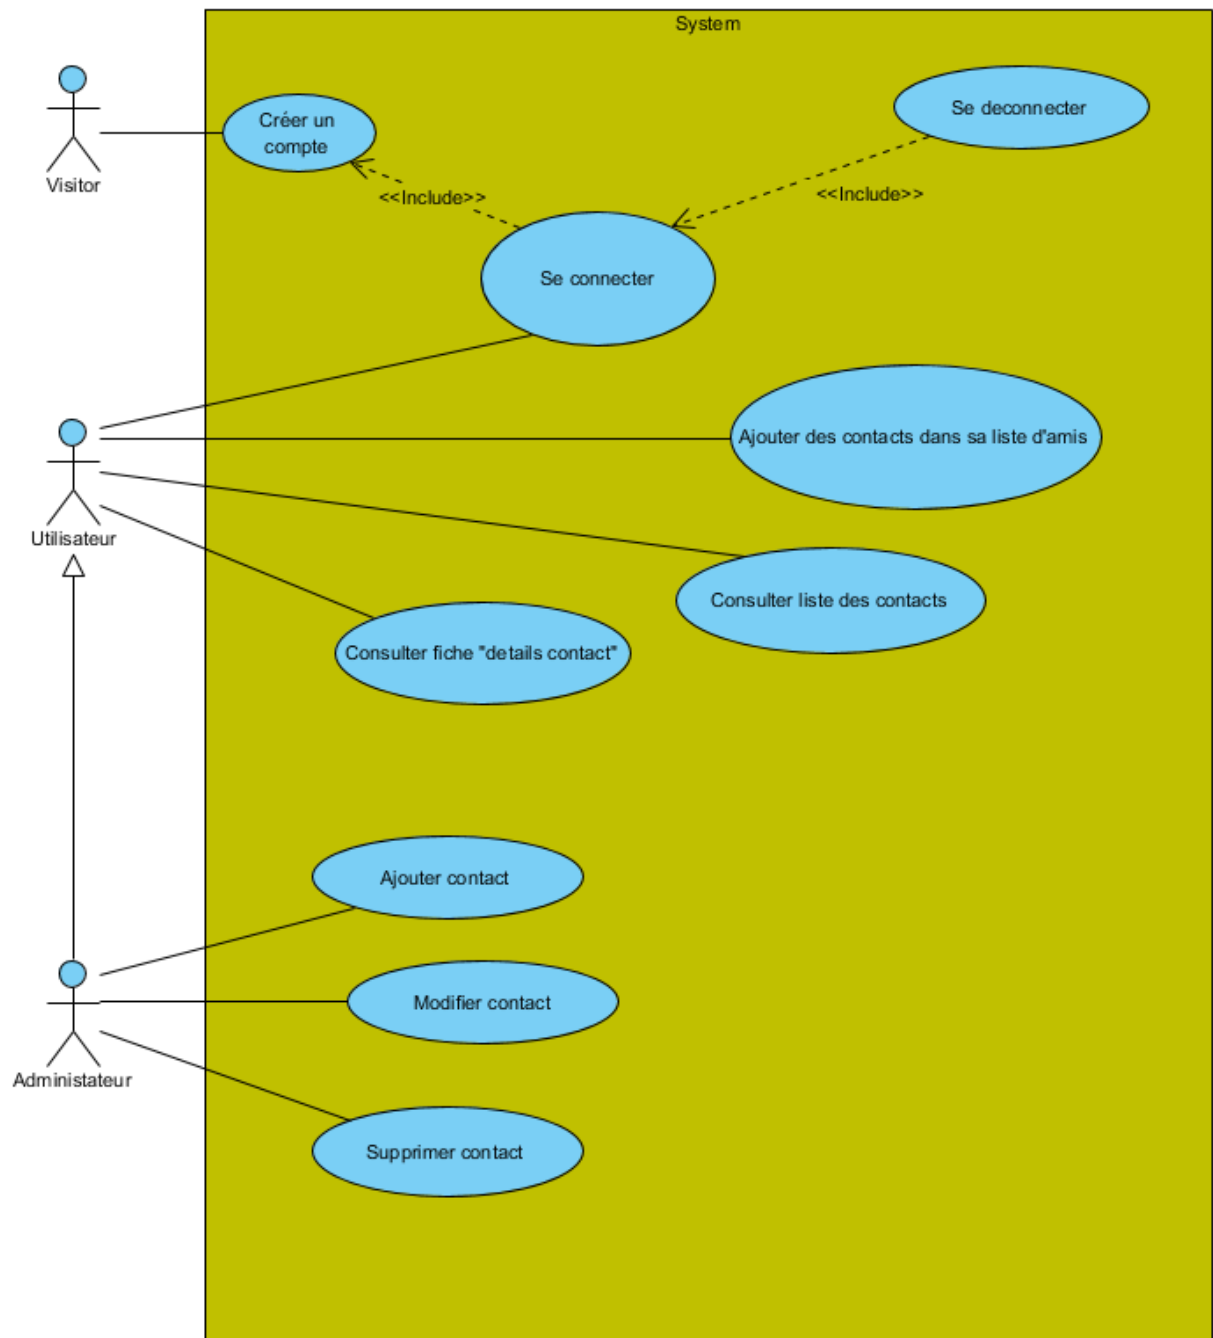 System
Créer un
compte
Se deconnecter
Visitor
<<Include>>
<<Include>>
Se connecter
Ajouter des contacts dans sa liste d'amis
Utilisateur
Consulter liste des contacts
Consulter fiche "details contact"
Ajouter contact
Modifier contact
Administateur
Supprimer contact